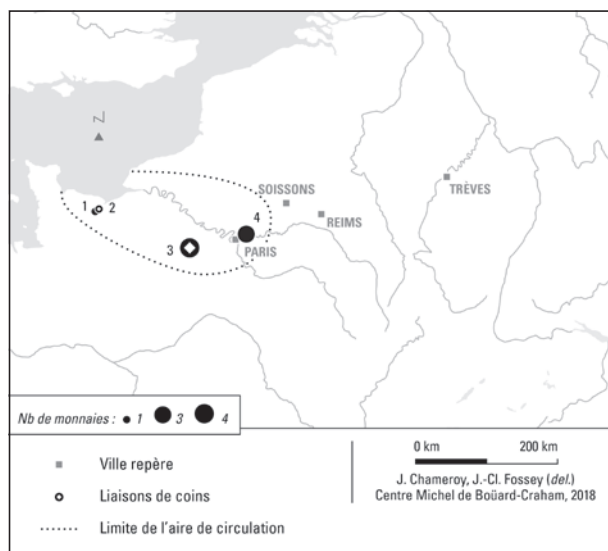 N
SOISSONS
TRÈVES
1 2
4
REIMS
3
PARIS
Nb de monnaies : 1 3 4
Ville repère
Liaisons de coins
Limite de l'aire de circulation
0 km 200 km
J. Chameroy, J.-Cl. Fossey (del.)
Centre Michel de Boüard-Craham, 2018